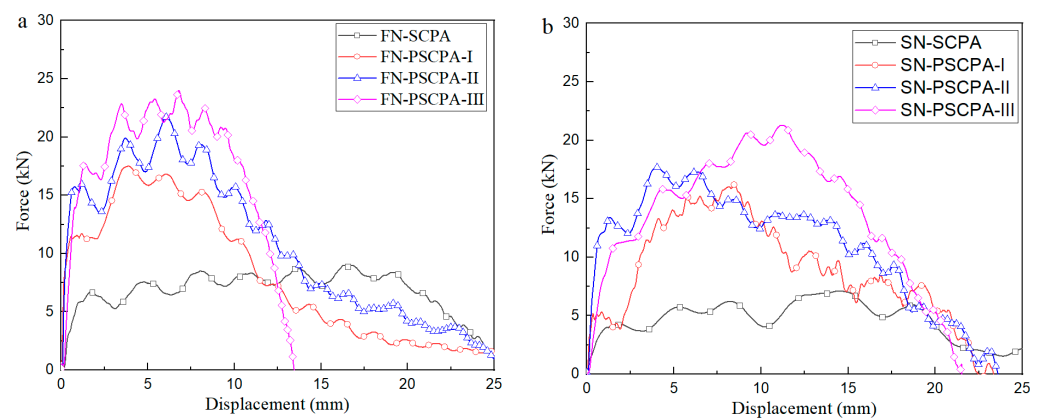 a
FN-SCPA
FN-PSCPA-I
FN-PSCPA-II
FN-PSCPA-III
Force (kN)
30
25
20
15
10
5
0
0 5 10 15 20 25
Displacement (mm)
b
SN-SCPA
SN-PSCPA-I
SN-PSCPA-II
SN-PSCPA-III
Force (kN)
30
25
20
15
10
5
0
0 5 10 15 20 25
Displacement (mm)